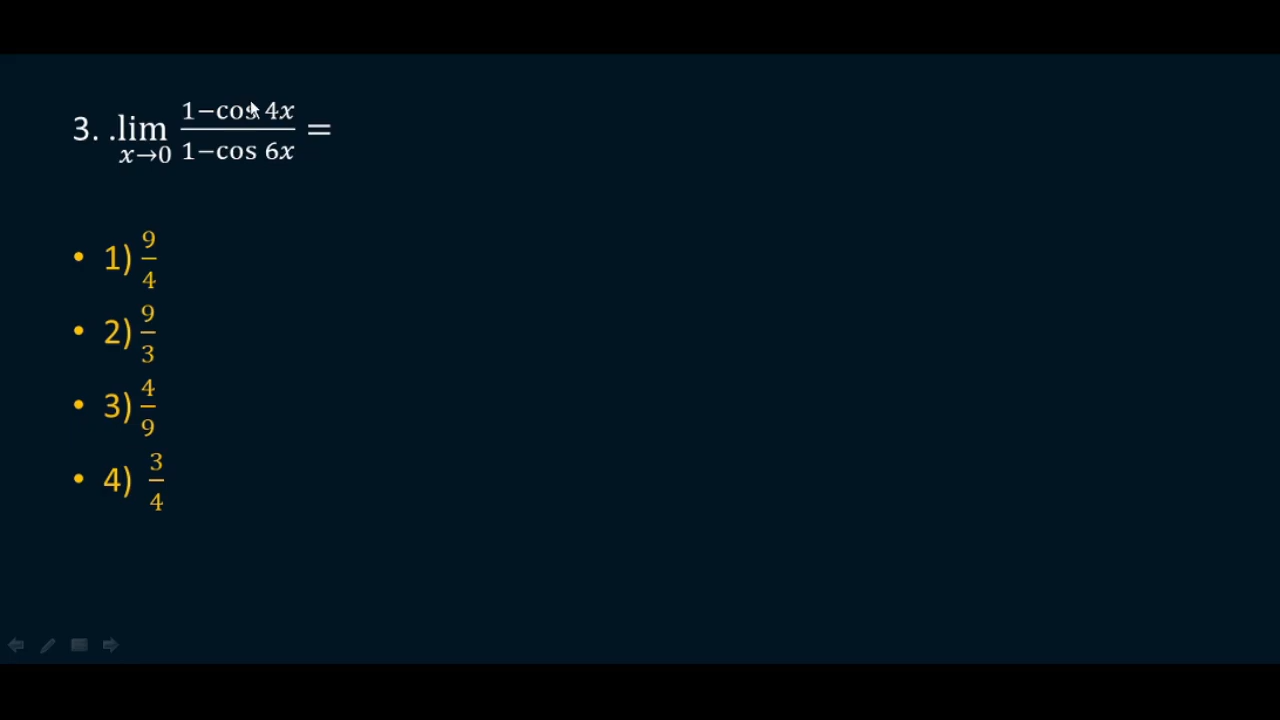 3. .lim x→0 1−cos 4x / 1−cos 6x =
• 1) 9/4
• 2) 9/3
• 3) 4/9
• 4) 3/4